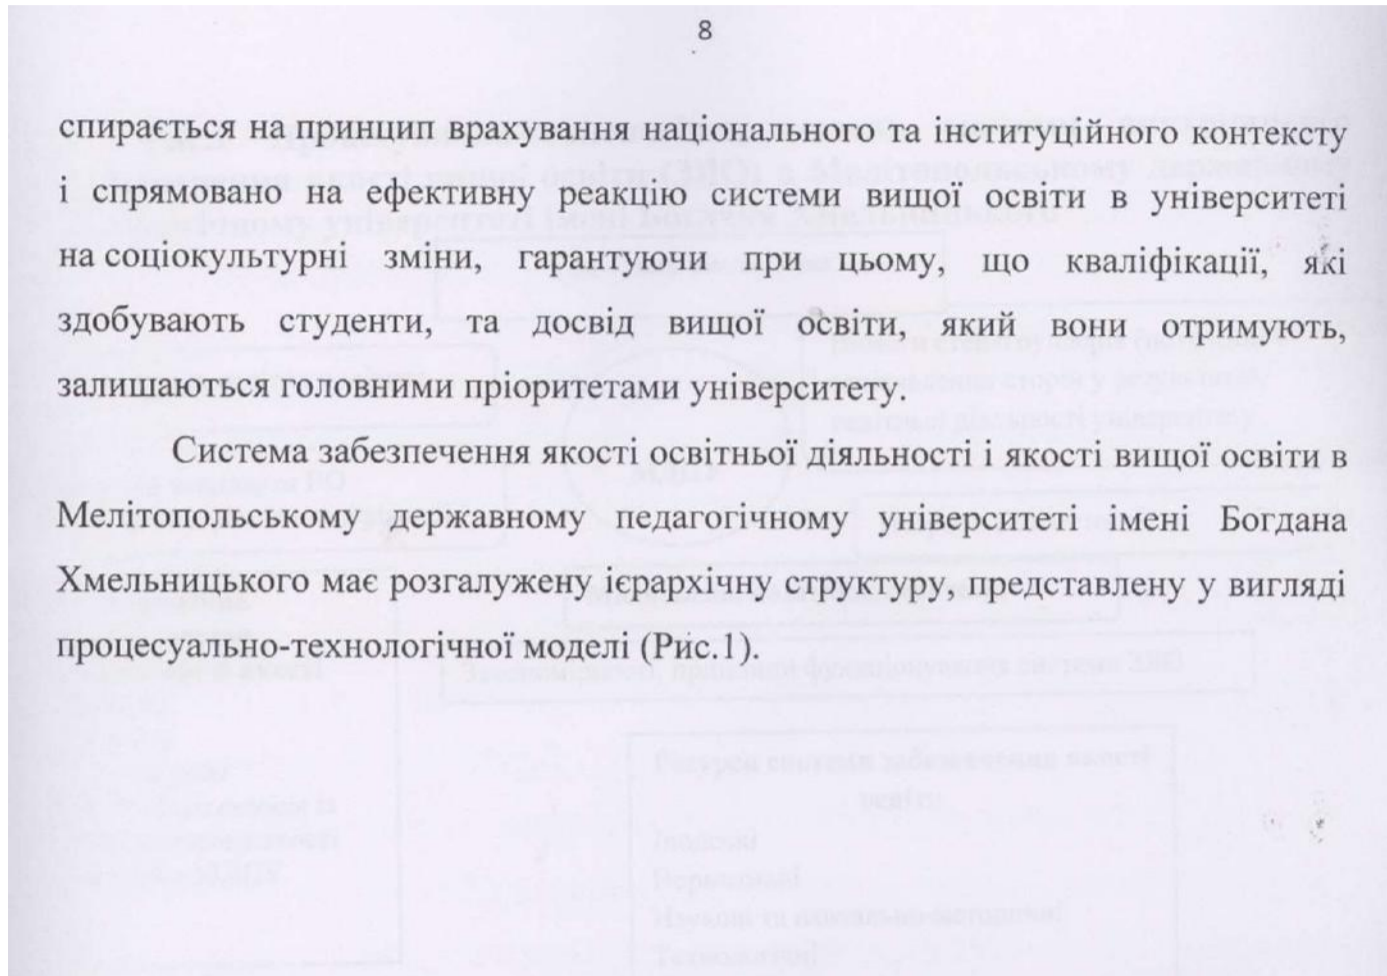 8
спирається на принцип врахування національного та інституційного контексту
і спрямовано на ефективну реакцію системи вищої освіти в університеті
на соціокультурні зміни, гарантуючи при цьому, що кваліфікації, які
здобувають студенти, та досвід вищої освіти, який вони отримують,
залишаються головними пріоритетами університету.
Система забезпечення якості освітньої діяльності і якості вищої освіти в
Мелітопольському державному педагогічному університеті імені Богдана
Хмельницького має розгалужену ієрархічну структуру, представлену у вигляді
процесуально-технологічної моделі (Рис.1).